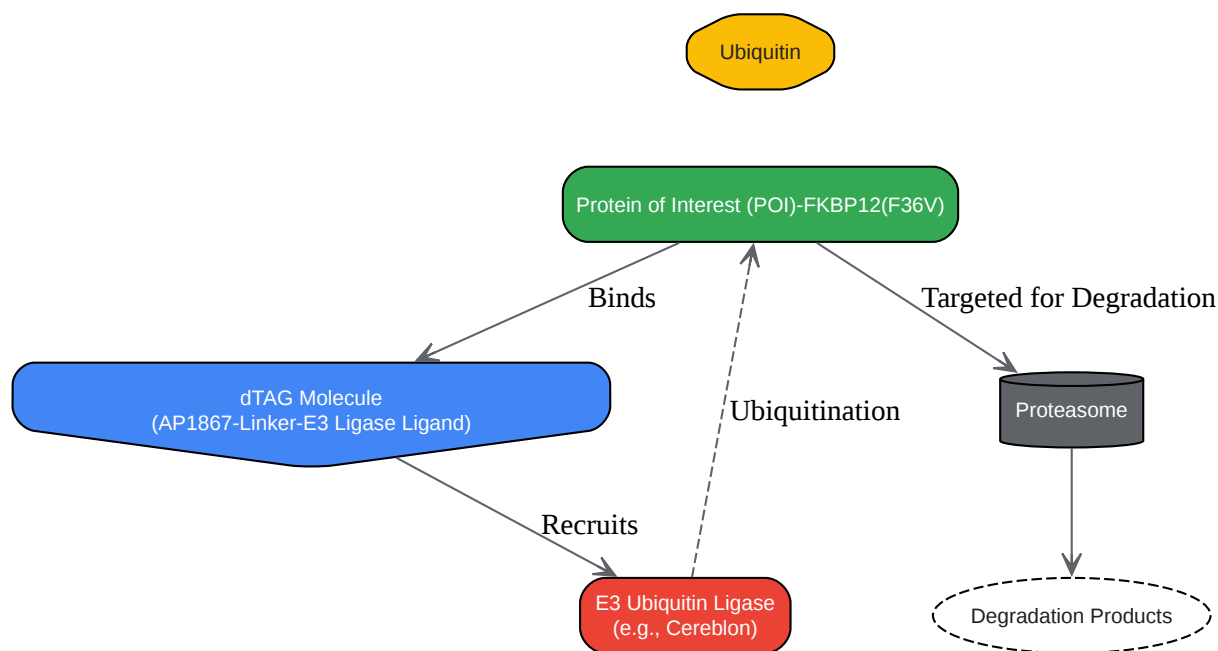 Ubiquitin
Protein of Interest (POI)-FKBP12(F36V)
Binds
Targeted for Degradation
dTAG Molecule
(AP1867-Linker-E3 Ligase Ligand)
Ubiquitination
Proteasome
Recruits
E3 Ubiquitin Ligase
(e.g., Cereblon)
Degradation Products